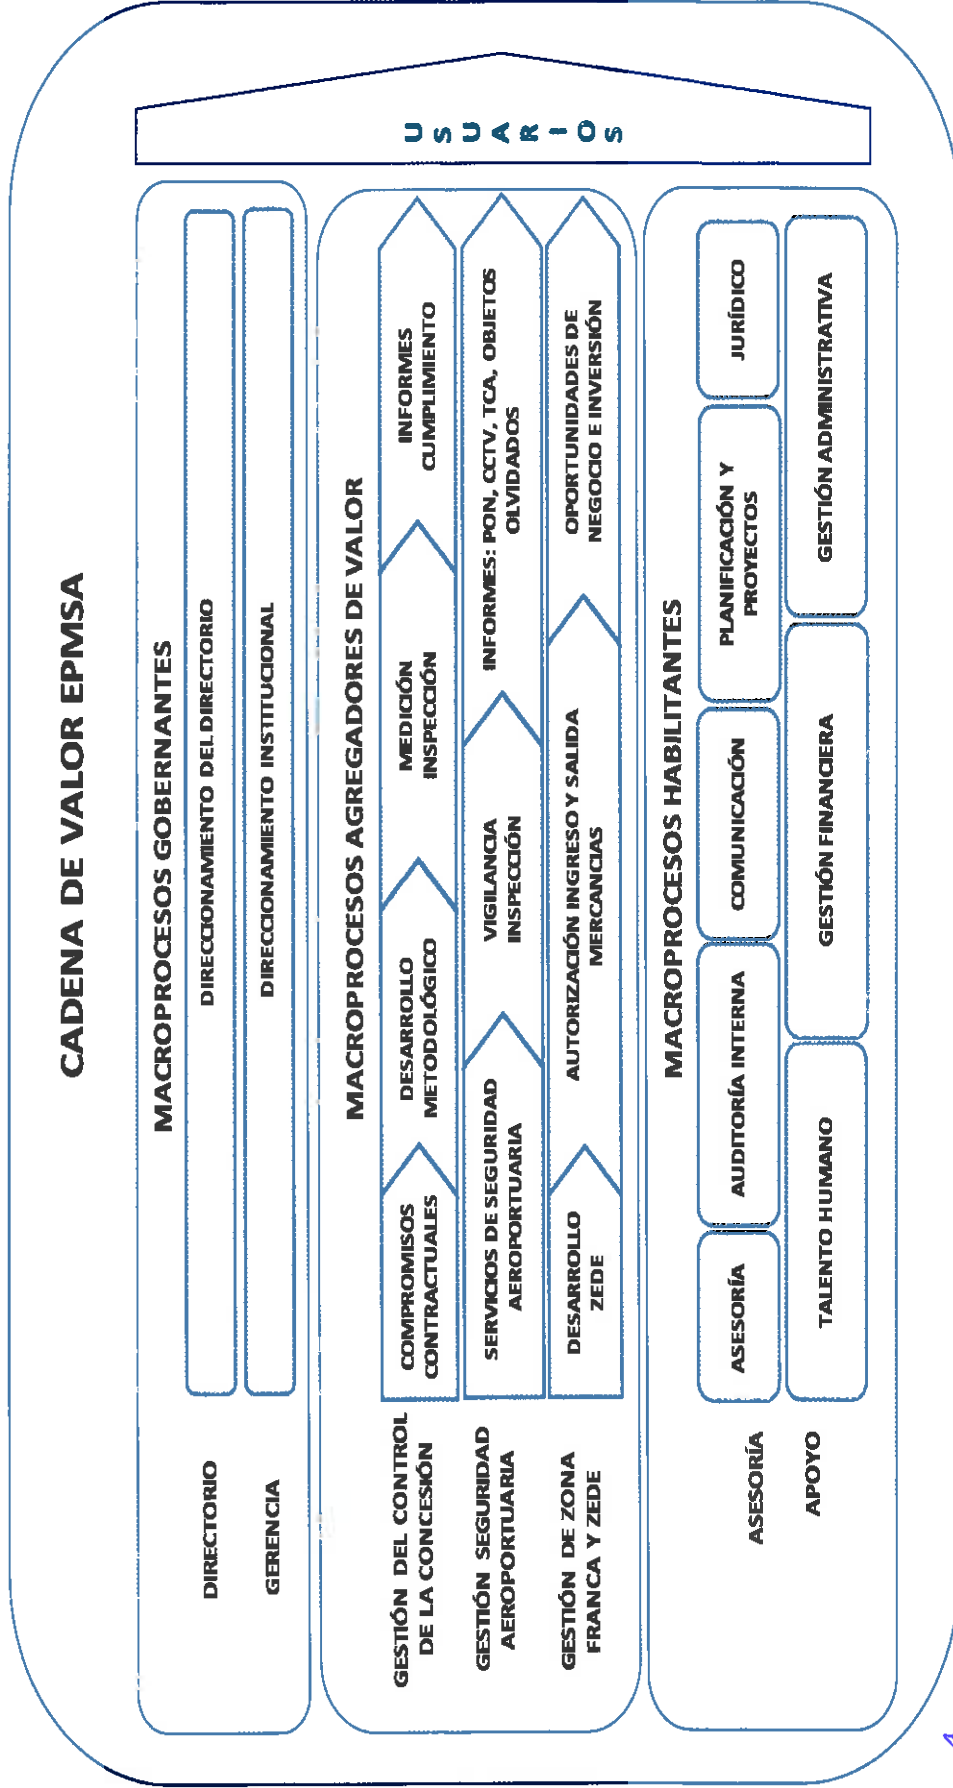 CADENA DE VALOR EPMSA
MACROPROCESOS GOBERNANTES
DIRECTORIO
DIRECCIONAMIENTO DEL DIRECTORIO
GERENCIA
DIRECCIONAMIENTO INSTITUCIONAL
MACROPROCESOS AGREGADORES DE VALOR
GESTIÓN DEL CONTROL
DE LA CONCESIÓN
COMPROMISOS
CONTRACTUALES
DESARROLLO
METODOLÓGICO
MEDICIÓN
INSPECCIÓN
INFORMES
CUMPLIMIENTO
GESTIÓN SEGURIDAD
AEROPORTUARIA
SERVICIOS DE SEGURIDAD
AEROPORTUARIA
VIGILANCIA
INSPECCIÓN
INFORMES: PON, CCTV, TCA, OBJETOS
OLVIDADOS
GESTIÓN DE ZONA
FRANCA Y ZEDE
DESARROLLO
ZEDE
AUTORIZACIÓN INGRESO Y SALIDA
MERCANCIAS
OPORTUNIDADES DE
NEGOCIO E INVERSIÓN
MACROPROCESOS HABILITANTES
ASESORÍA
ASESORÍA
AUDITORÍA INTERNA
COMUNICACIÓN
PLANIFICACIÓN Y
PROYECTOS
JURÍDICO
APOYO
TALENTO HUMANO
GESTIÓN FINANCIERA
GESTIÓN ADMINISTRATIVA
USUARIOS